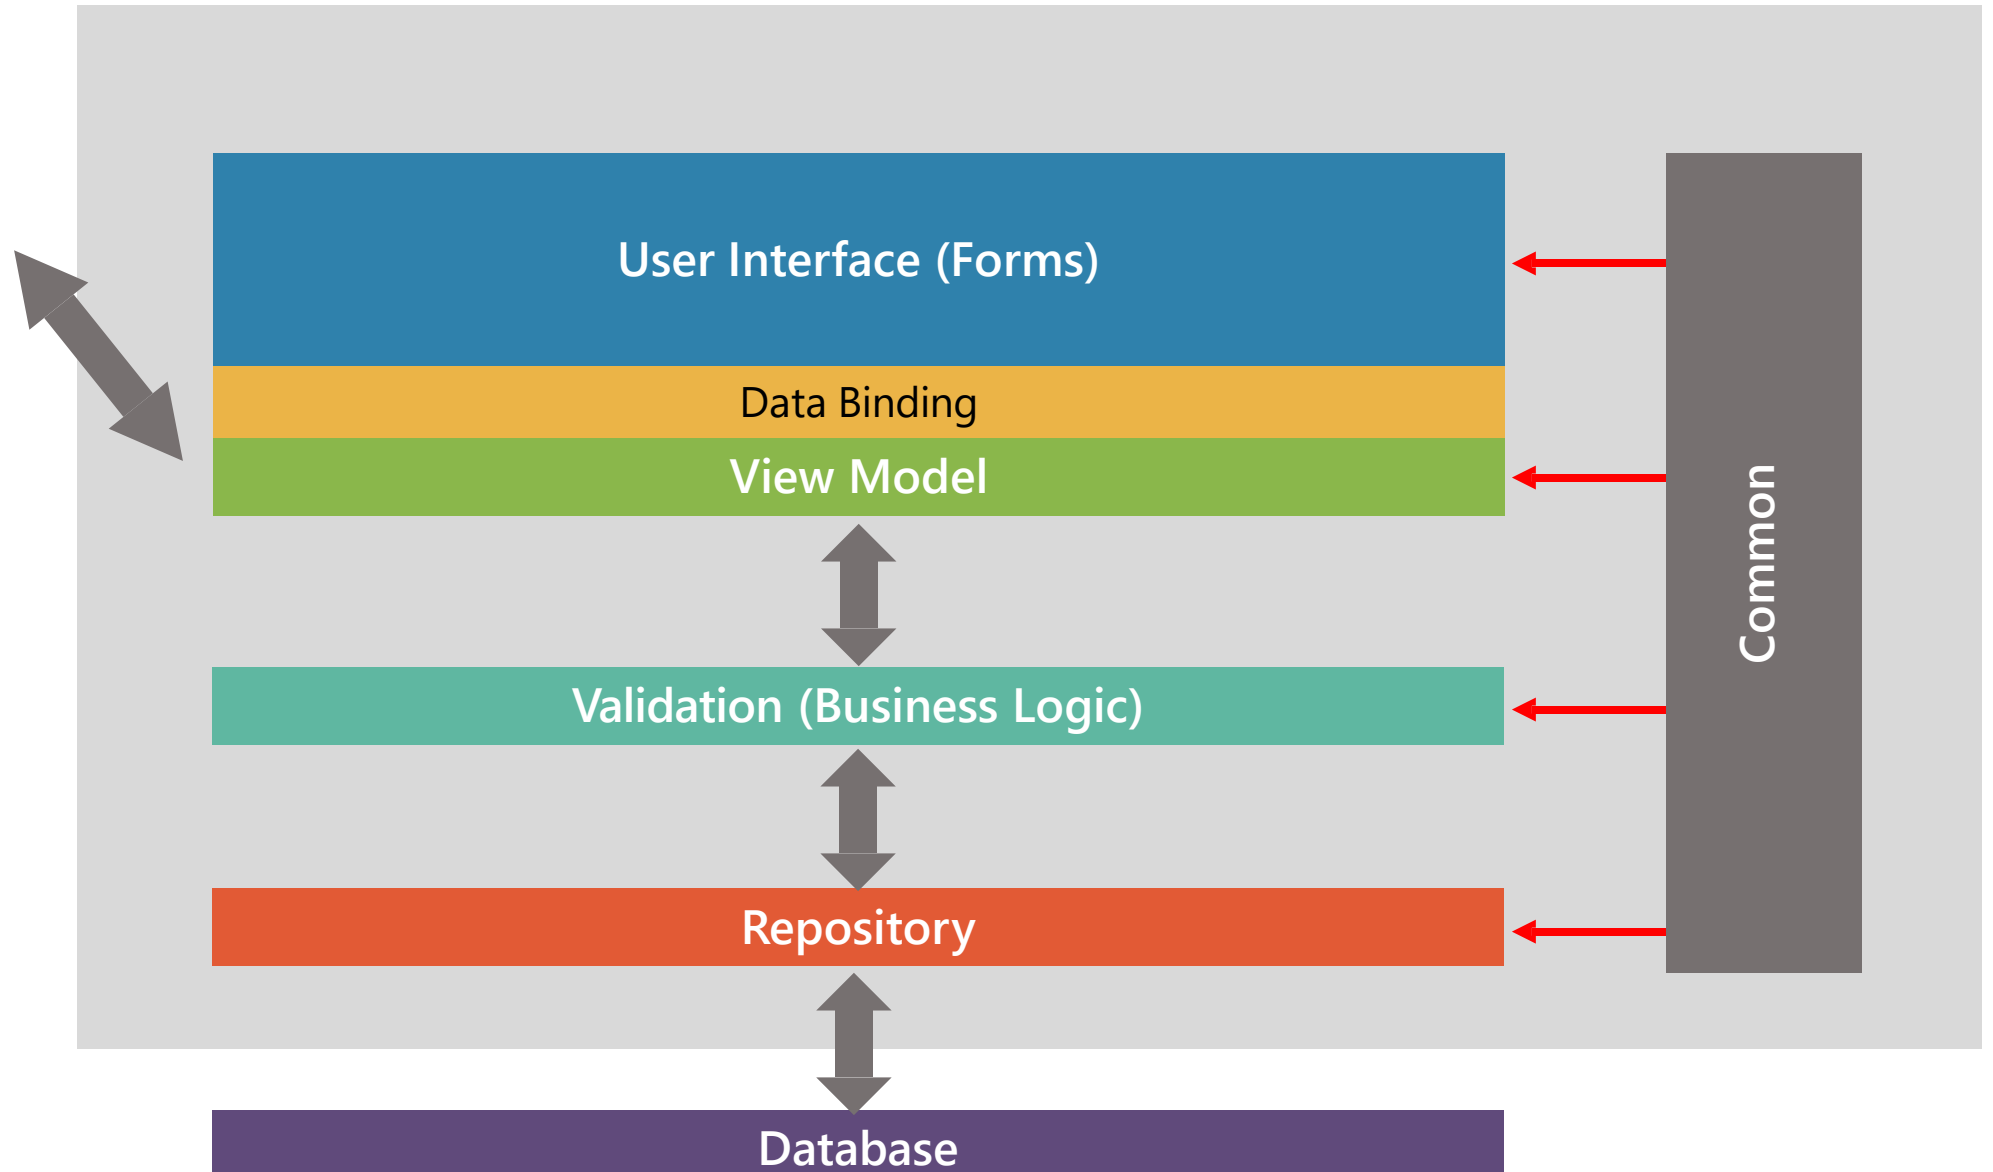 User Interface (Forms)
Data Binding
View Model
Common
Validation (Business Logic)
Repository
Database